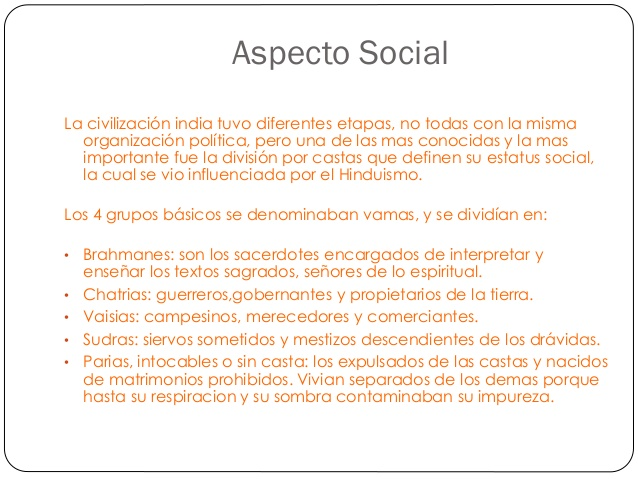 Aspecto Social
La civilización india tuvo diferentes etapas, no todas con la misma
organización política, pero una de las mas conocidas y la mas
importante fue la división por castas que definen su estatus social,
la cual se vio influenciada por el Hinduismo.
Los 4 grupos básicos se denominaban vamas, y se dividían en:
• Brahmanes: son los sacerdotes encargados de interpretar y
enseñar los textos sagrados, señores de lo espiritual.
• Chatrias: guerreros,gobernantes y propietarios de la tierra.
• Vaisias: campesinos, merecedores y comerciantes.
• Sudras: siervos sometidos y mestizos descendientes de los drávidas.
• Parias, intocables o sin casta: los expulsados de las castas y nacidos
de matrimonios prohibidos. Vivian separados de los demas porque
hasta su respiracion y su sombra contaminaban su impureza.